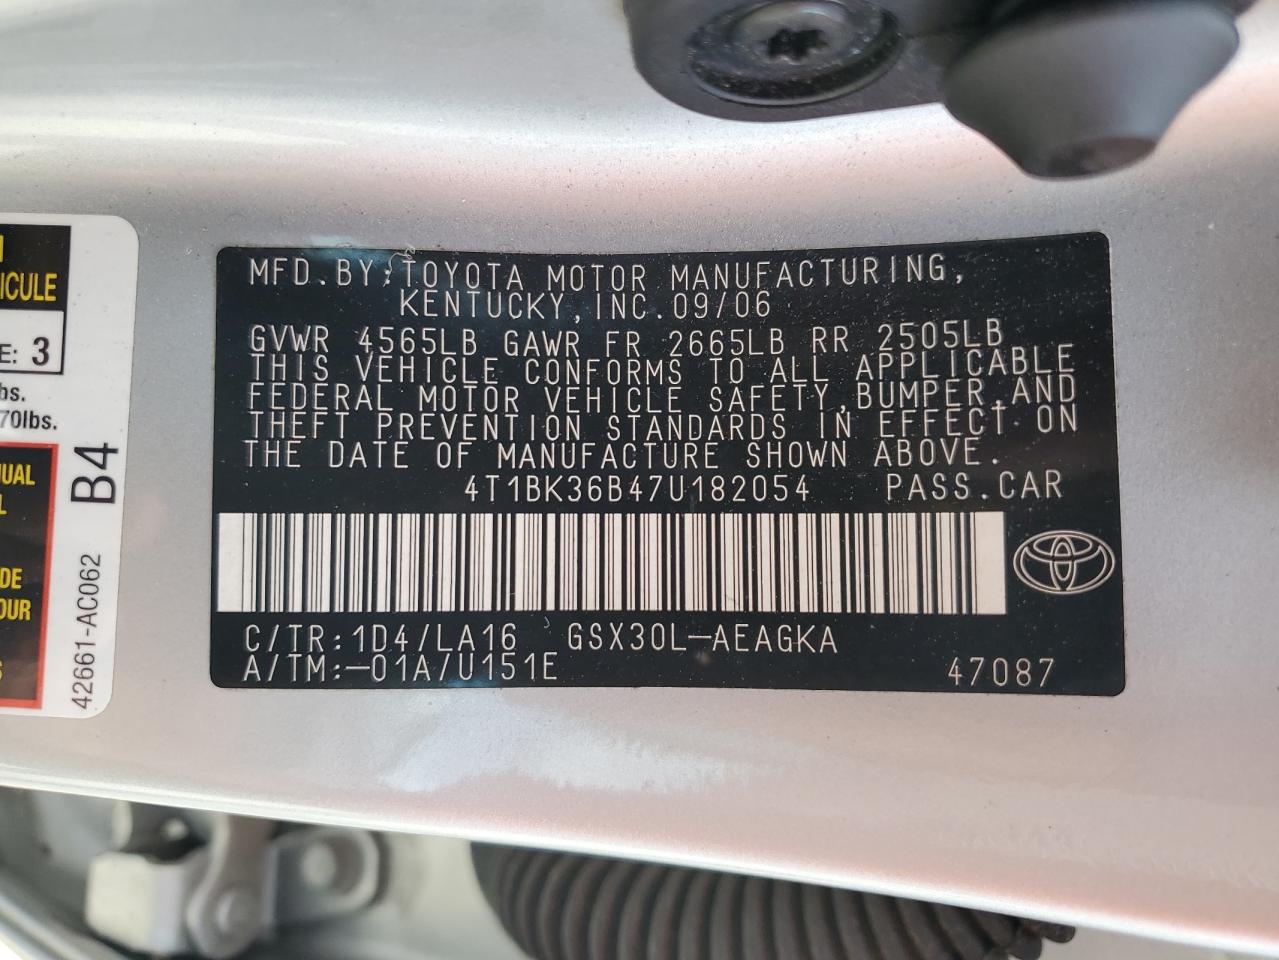 ICULE
E: 3
bs.
70lbs.
UAL
L
DE
OUR
S
B4
42661-AC062
MFD.BY:TOYOTA MOTOR MANUFACTURING,
KENTUCKY,INC.09/06
GVWR 4565LB GAWR FR 2665LB RR 2505LB
THIS VEHICLE CONFORMS TO ALL APPLICABLE
FEDERAL MOTOR VEHICLE SAFETY,BUMPER,AND
THEFT PREVENTION STANDARDS IN EFFECT ON
THE DATE OF MANUFACTURE SHOWN ABOVE.
4T1BK36B47U182054 PASS.CAR
C/TR:1D4/LA16 GSX30L-AEAGKA
A/TM:-01A/U151E 47087